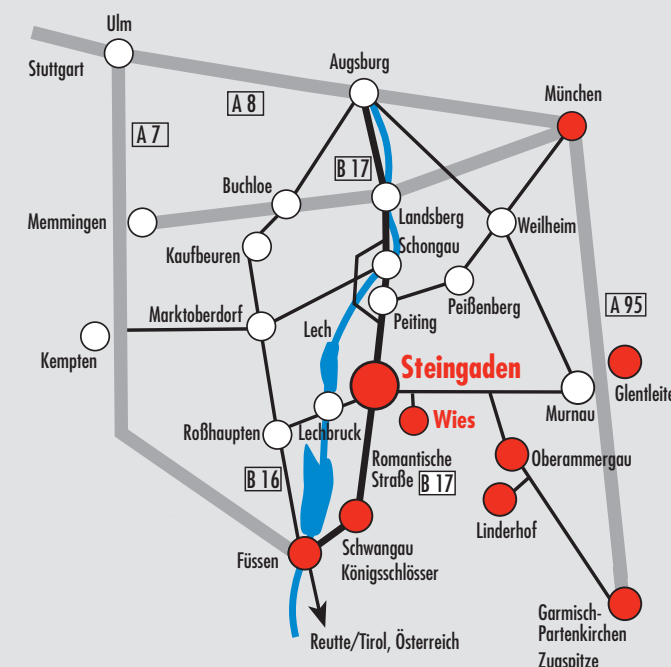 Ulm
Stuttgart
Augsburg
München
A 8
A 7
B 17
Buchloe
Memmingen
Landsberg
Weilheim
Kaufbeuren
Schongau
Peißenberg
Marktoberdorf
Lech
Peiting
A 95
Kempten
Steingaden
Glentleite
Murnau
Wies
Roßhaupten
Lechbruck
Romantische
Straße
B 17
Oberammergau
B 16
Linderhof
Füssen
Schwangau
Königsschlösser
Garmisch-
Partenkirchen
Zugspitze
Reutte/Tirol, Österreich